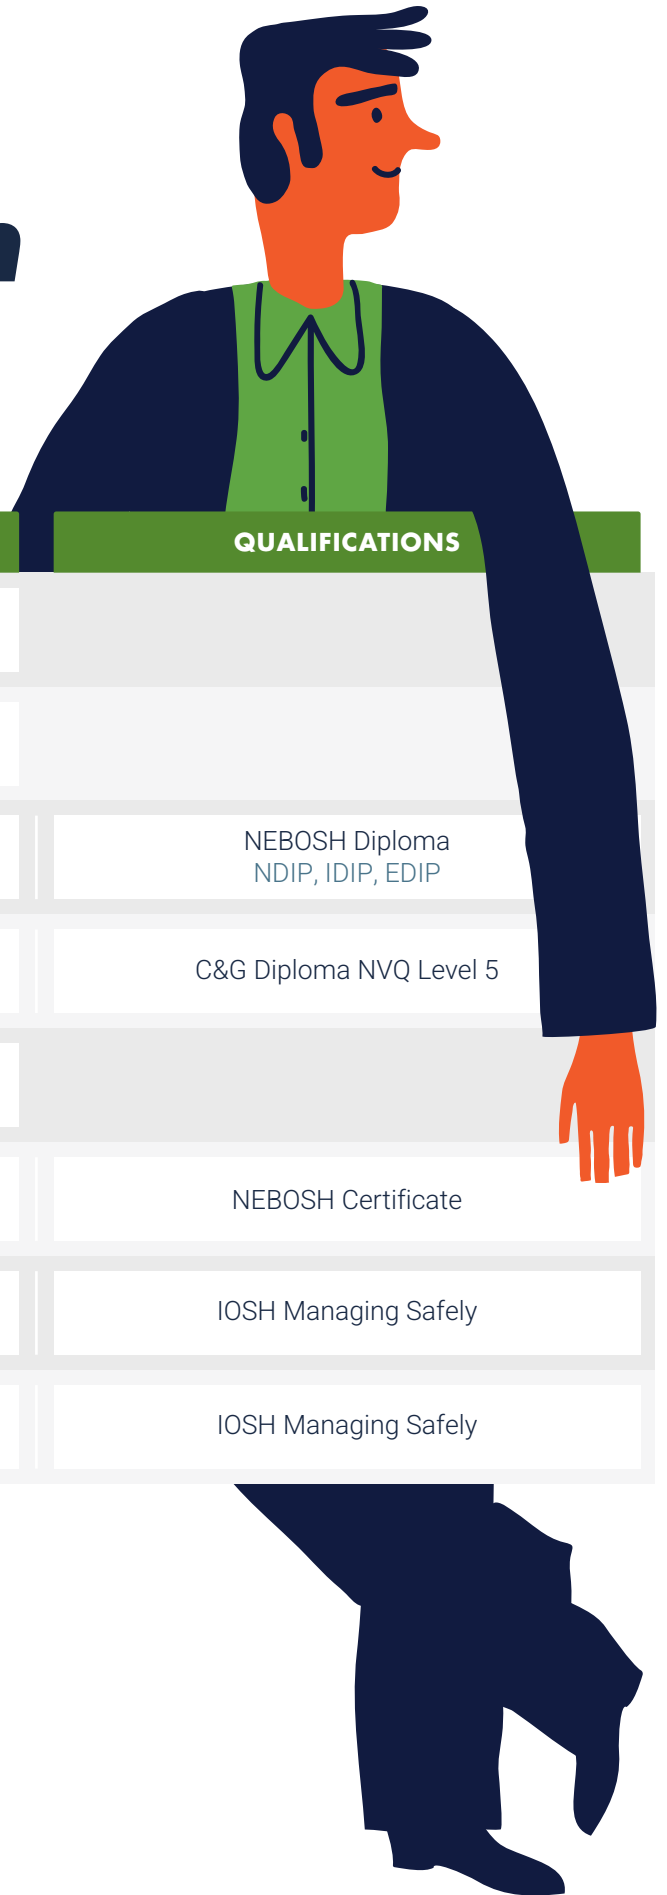 QUALIFICATIONS
NEBOSH Diploma
NDIP, IDIP, EDIP
C&G Diploma NVQ Level 5
NEBOSH Certificate
IOSH Managing Safely
IOSH Managing Safely